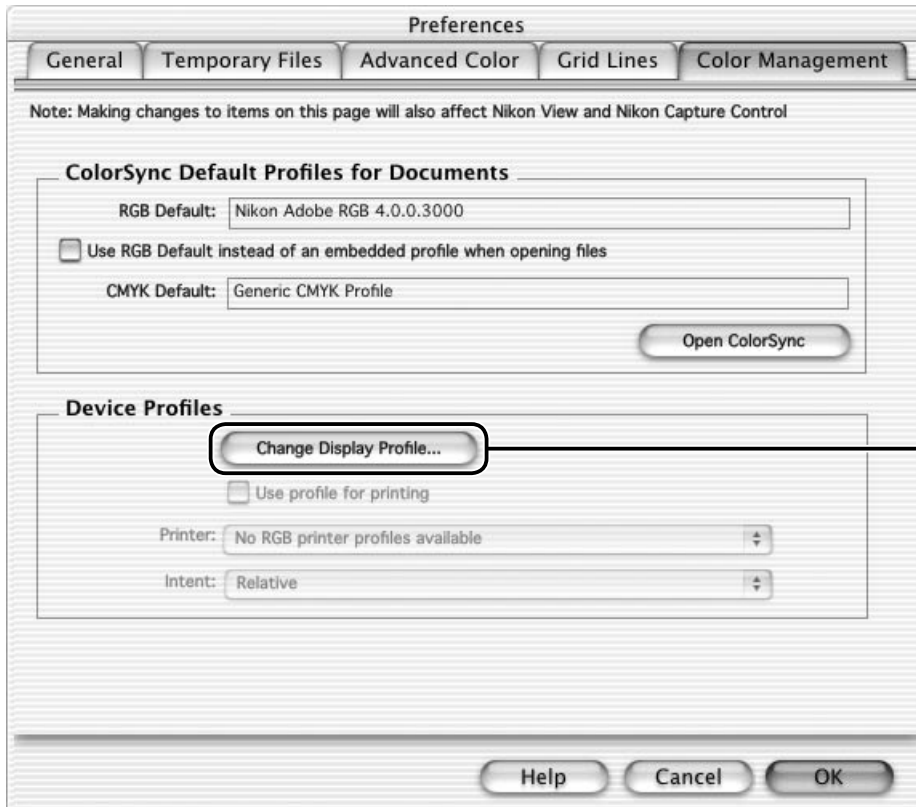 Preferences
General Temporary Files Advanced Color Grid Lines Color Management
Note: Making changes to items on this page will also affect Nikon View and Nikon Capture Control
ColorSync Default Profiles for Documents
RGB Default: Nikon Adobe RGB 4.0.0.3000
Use RGB Default instead of an embedded profile when opening files
CMYK Default: Generic CMYK Profile
Open ColorSync
Device Profiles
Change Display Profile...
Use profile for printing
Printer: No RGB printer profiles available
Intent: Relative
Help Cancel OK